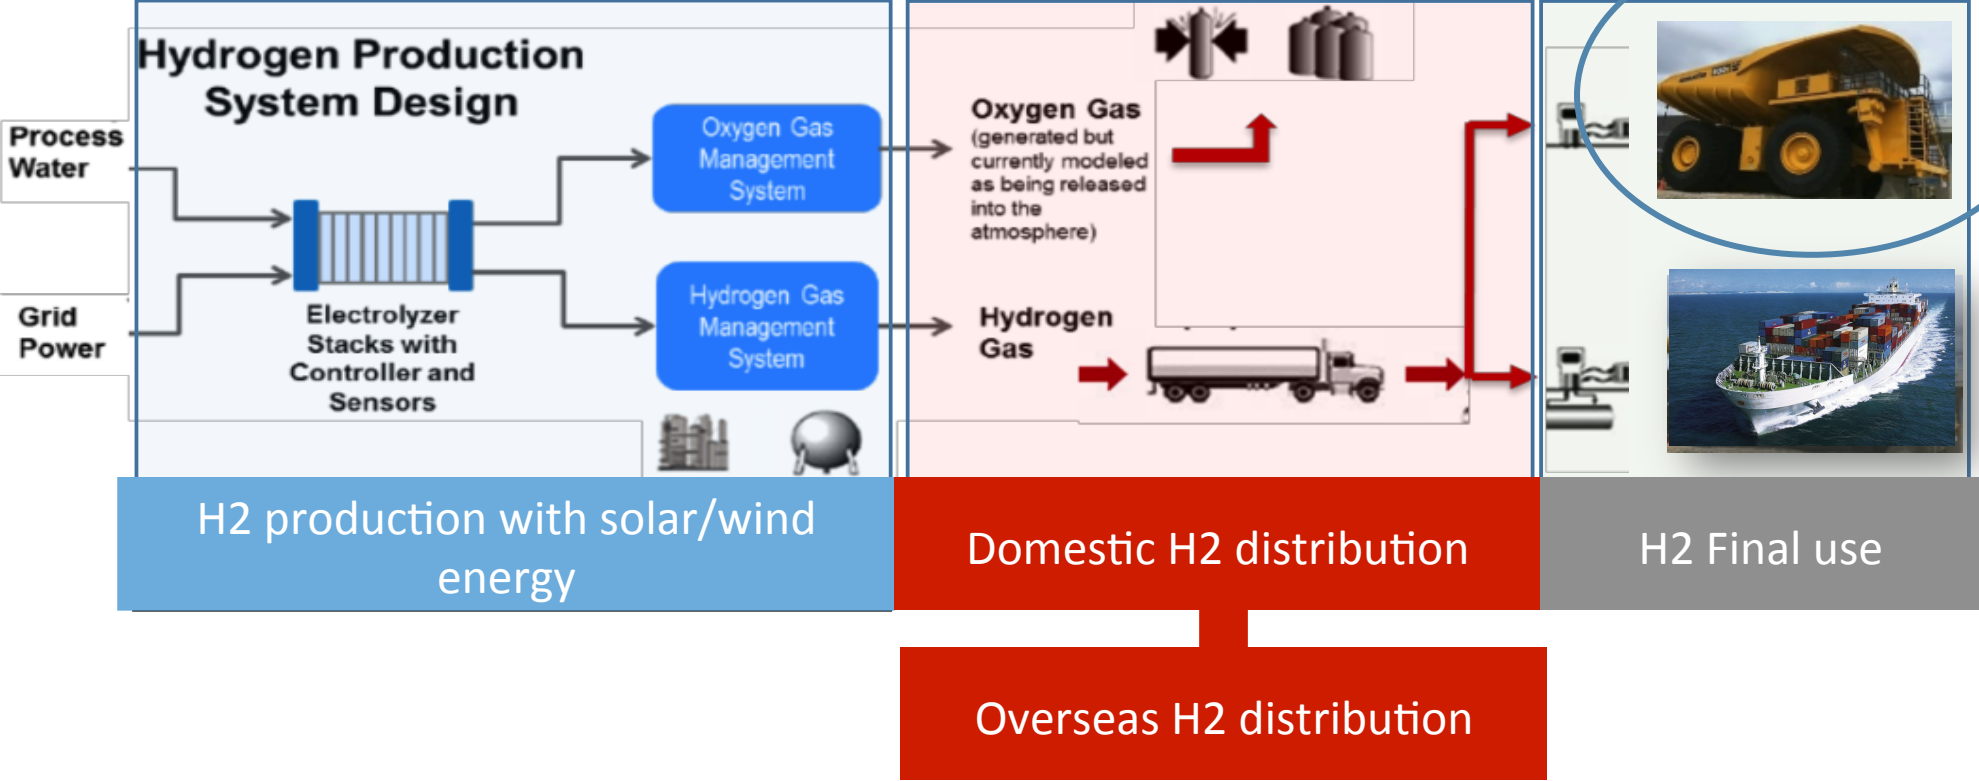 Hydrogen Production
System Design
Process
Water
Grid
Power
Electrolyzer
Stacks with
Controller and
Sensors
Oxygen Gas
Management
System
Hydrogen Gas
Management
System
Oxygen Gas
(generated but
currently modeled
as being released
into the
atmosphere)
Hydrogen
Gas
H2 production with solar/wind
energy
Domestic H2 distribution
H2 Final use
Overseas H2 distribution